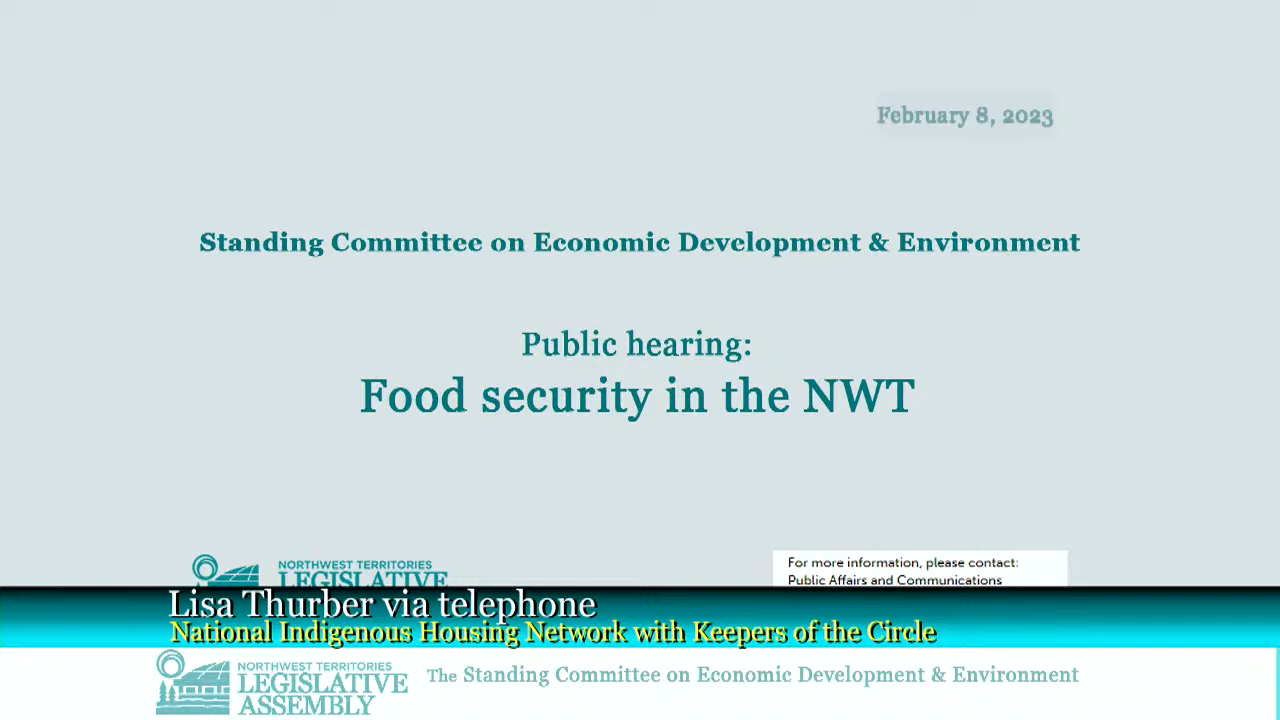 February 8, 2023
Standing Committee on Economic Development & Environment
Public hearing:
Food security in the NWT
NORTHWEST TERRITORIES
LEGISLATIVE
For more information, please contact:
Public Affairs and Communications
Lisa Thurber via telephone
National Indigenous Housing Network with Keepers of the Circle
NORTHWEST TERRITORIES
LEGISLATIVE
ASSEMBLY
The Standing Committee on Economic Development & Environment